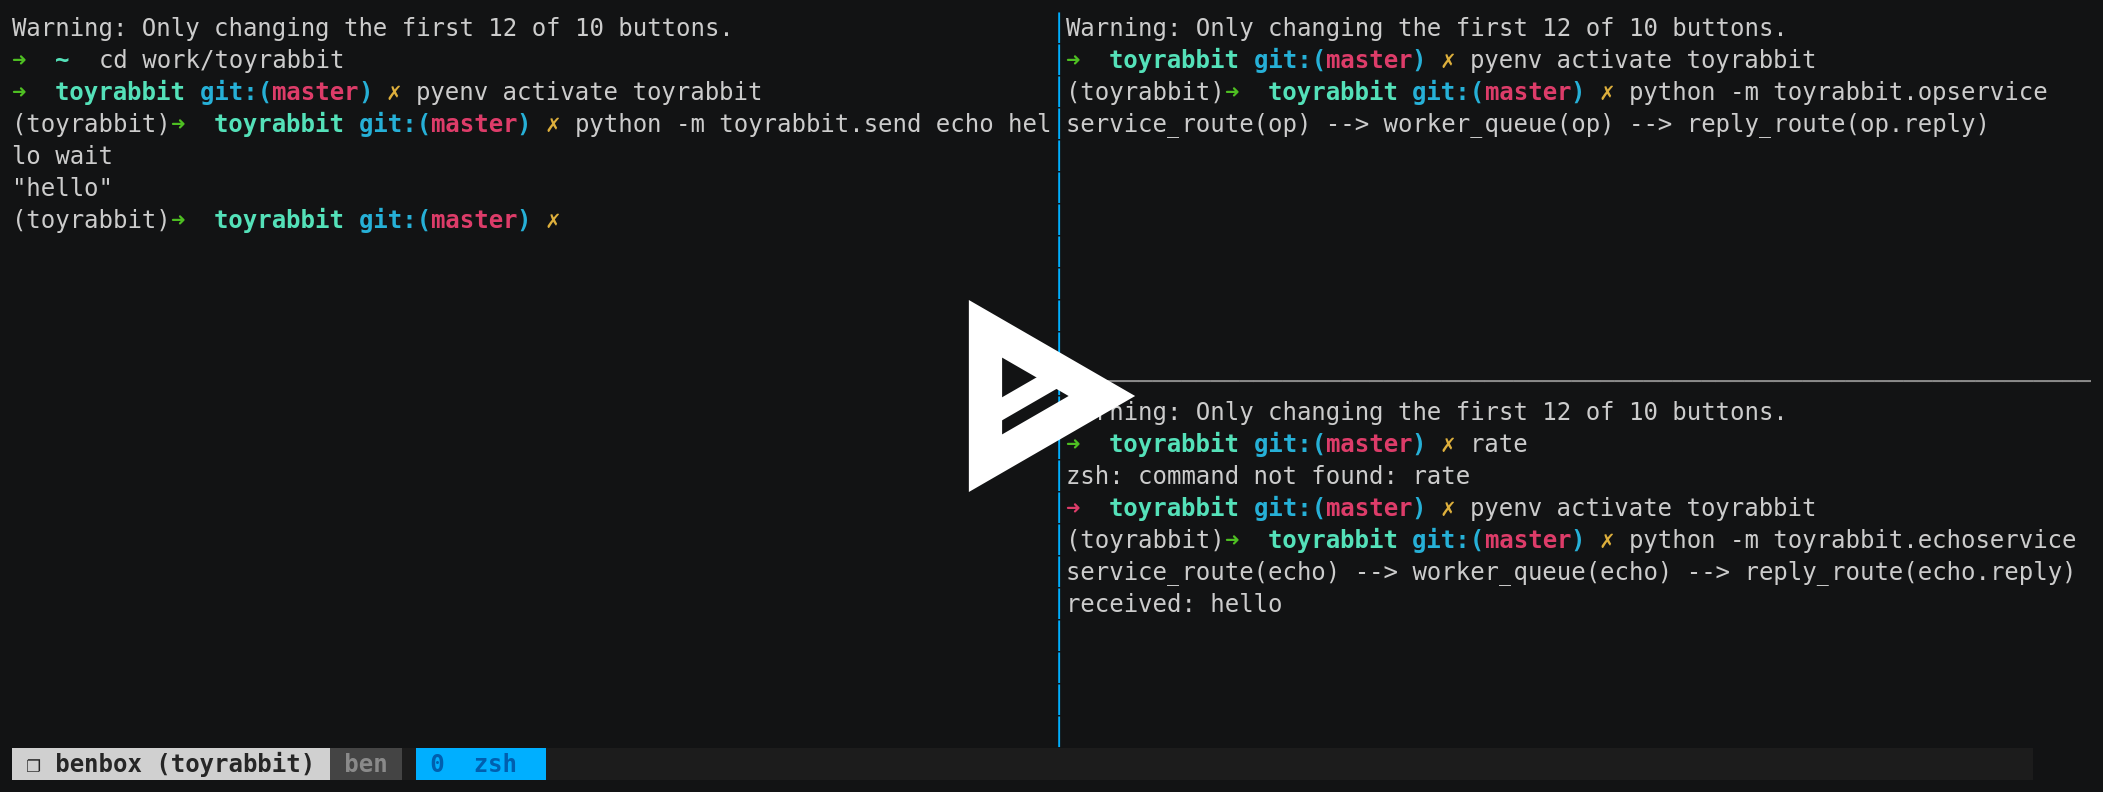 Warning: Only changing the first 12 of 10 buttons.
➜  ~  cd work/toyrabbit
➜  toyrabbit git:(master) ✗ pyenv activate toyrabbit
(toyrabbit)➜  toyrabbit git:(master) ✗ python -m toyrabbit.send echo hel
lo wait
"hello"
(toyrabbit)➜  toyrabbit git:(master) ✗
Warning: Only changing the first 12 of 10 buttons.
➜  toyrabbit git:(master) ✗ pyenv activate toyrabbit
(toyrabbit)➜  toyrabbit git:(master) ✗ python -m toyrabbit.opservice
service_route(op) --> worker_queue(op) --> reply_route(op.reply)
Only changing the first 12 of 10 buttons.
➜  toyrabbit git:(master) ✗ rate
zsh: command not found: rate
➜  toyrabbit git:(master) ✗ pyenv activate toyrabbit
(toyrabbit)➜  toyrabbit git:(master) ✗ python -m toyrabbit.echoservice
service_route(echo) --> worker_queue(echo) --> reply_route(echo.reply)
received: hello
❐ benbox (toyrabbit) ben 0 zsh